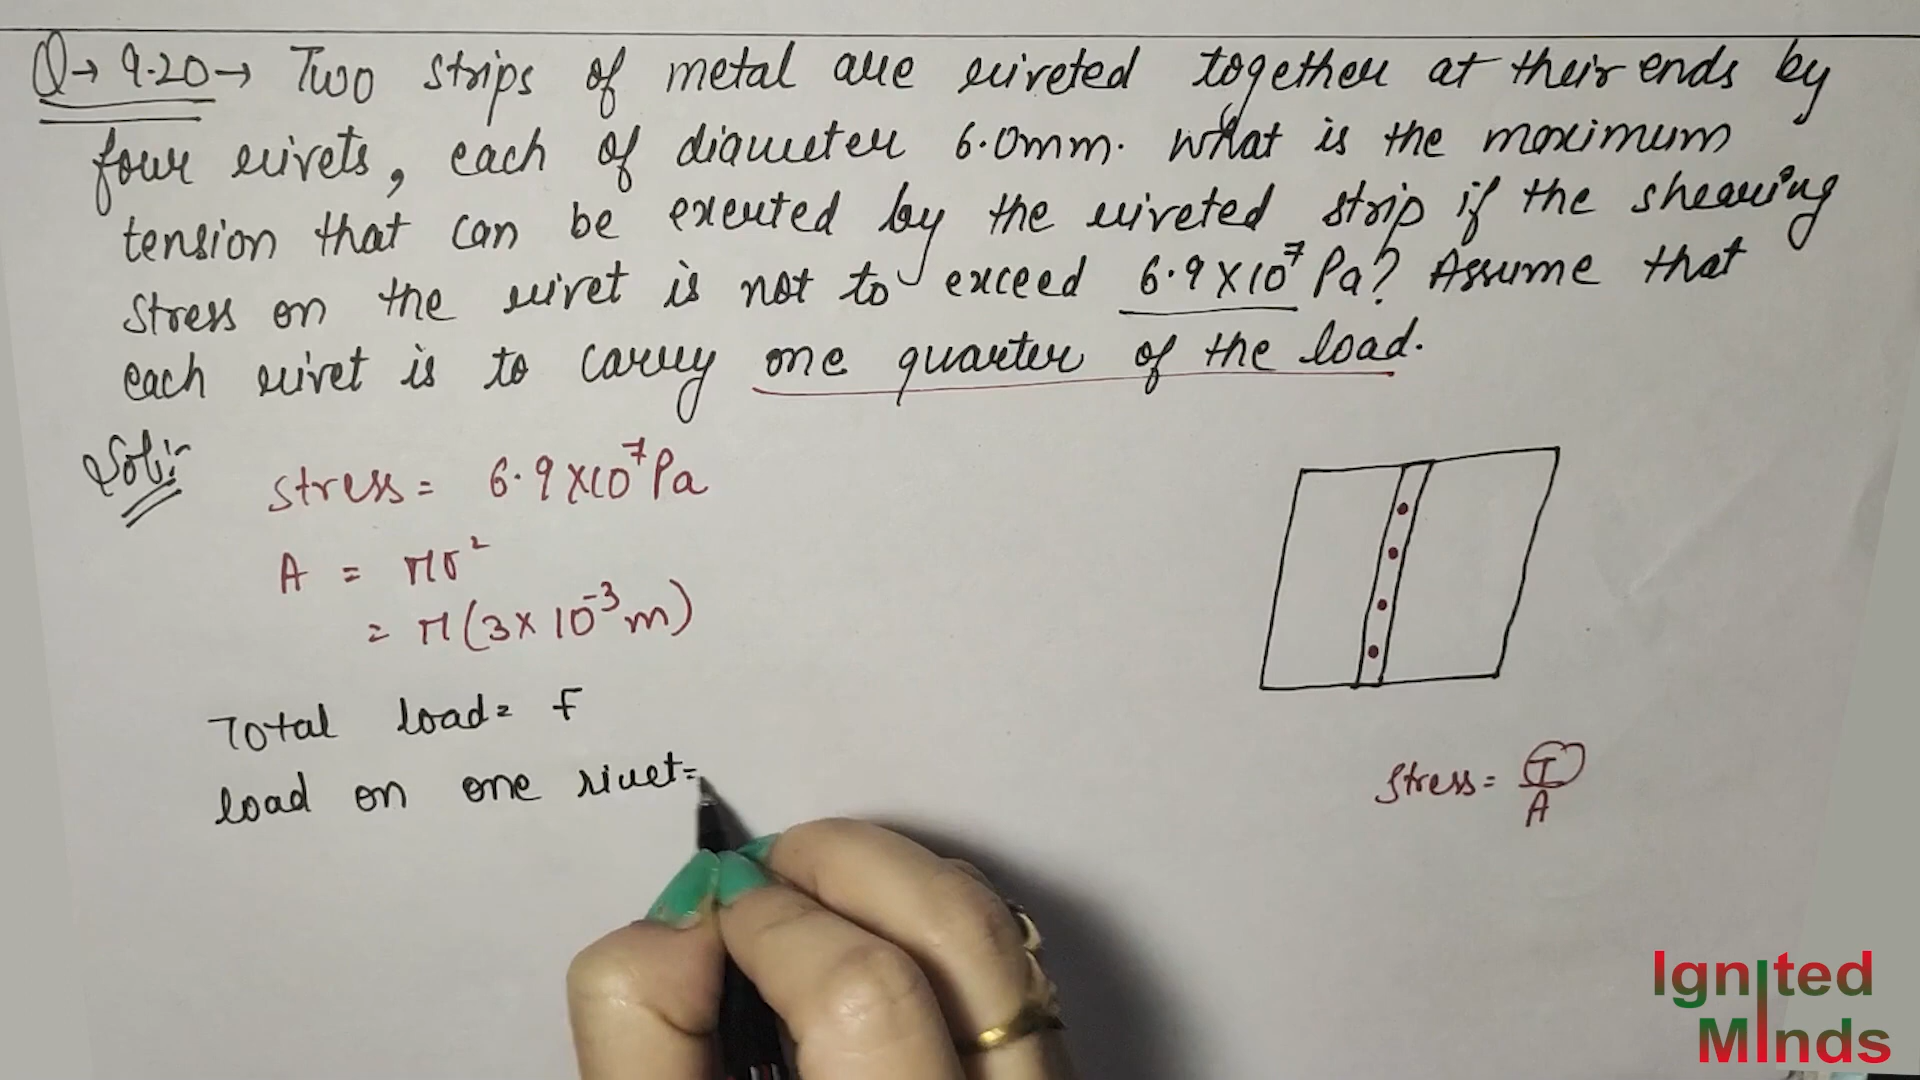 Q→ 9.20→ Two strips of metal are riveted together at their ends by
four rivets, each of diameter 6.0mm. What is the maximum
tension that can be exerted by the riveted strip if the shearing
stress on the rivet is not to exceed 6.9×10⁷ Pa? Assume that
each rivet is to carry one quarter of the load.
Sol:-
Stress = 6.9×10⁷ Pa
A = πr²
= π(3×10⁻³m)
Total load = F
load on one rivet=
Stress = T/A
Ignited
Minds